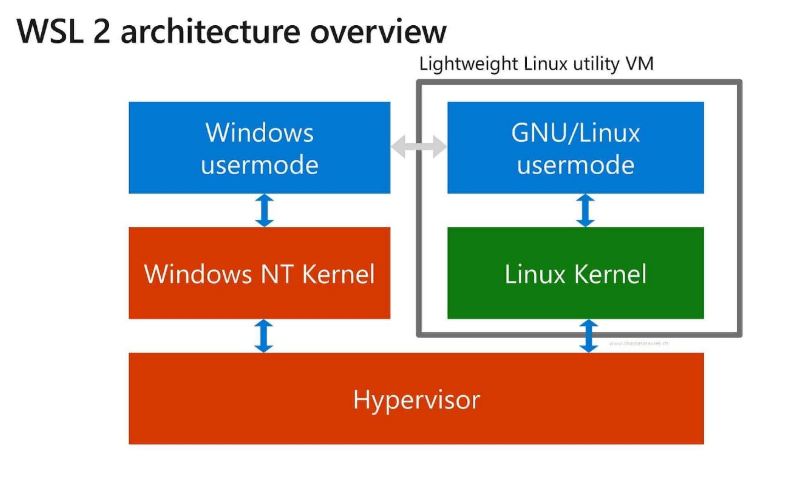 WSL 2 architecture overview
Lightweight Linux utility VM
Windows
usermode
GNU/Linux
usermode
Windows NT Kernel
Linux Kernel
Hypervisor